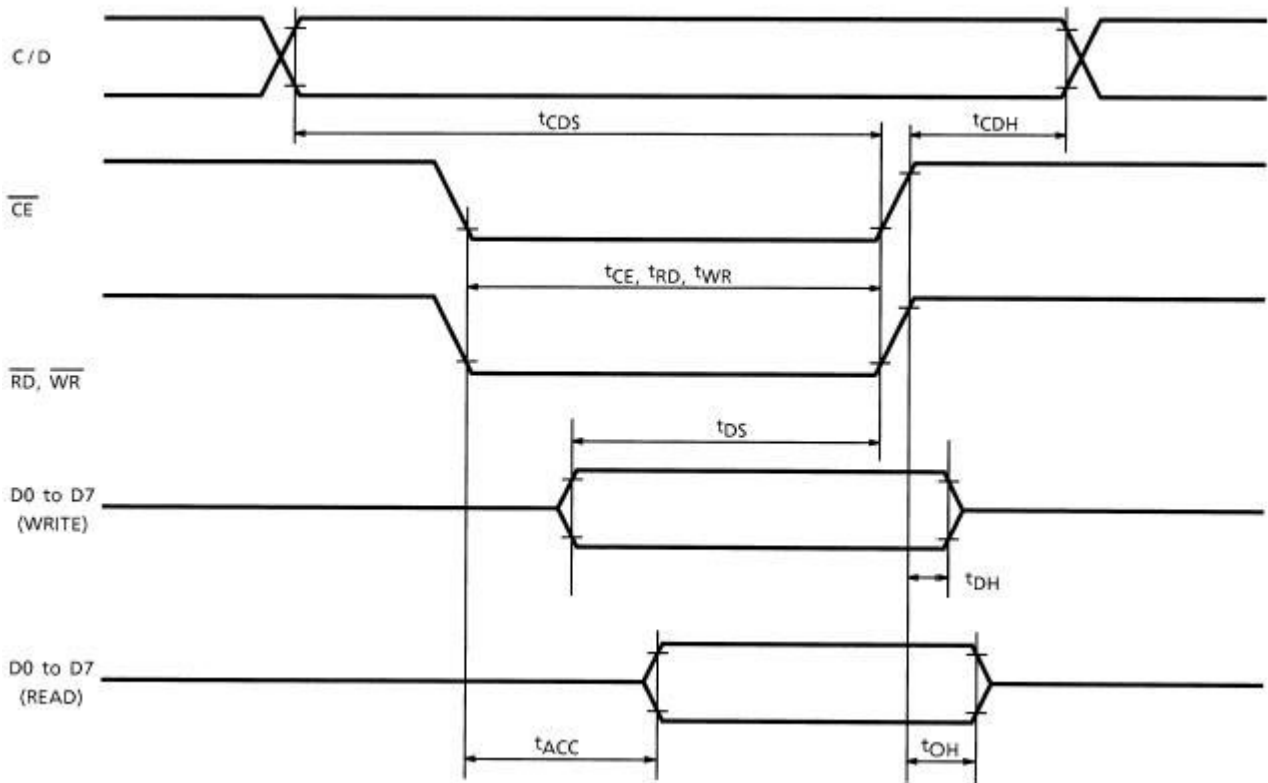 C/D
tCDS
tCDH
CE
tCE, tRD, tWR
RD, WR
tDS
D0 to D7
(WRITE)
tDH
D0 to D7
(READ)
tACC
tOH